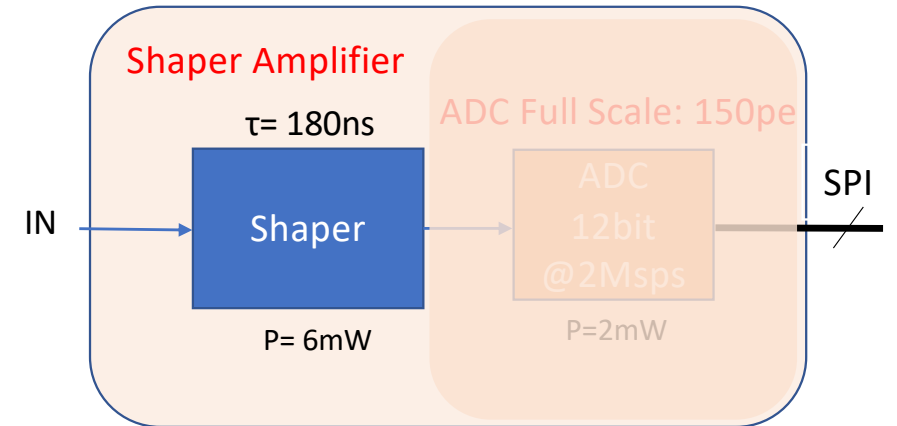 Shaper Amplifier
τ= 180ns
ADC Full Scale: 150pe
IN
Shaper
ADC
12bit
@2Msps
SPI
P= 6mW
P=2mW